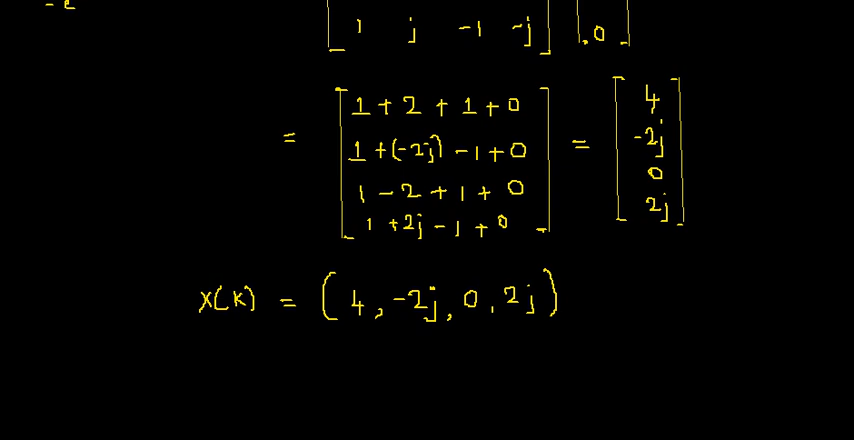 1 j -1 -j 0
= [ 1 + 2 + 1 + 0 ] = [ 4 ]
1 + (-2j) - 1 + 0 -2j
1 - 2 + 1 + 0 0
1 + 2j - 1 + 0 2j
X(K) = (4, -2j, 0, 2j)